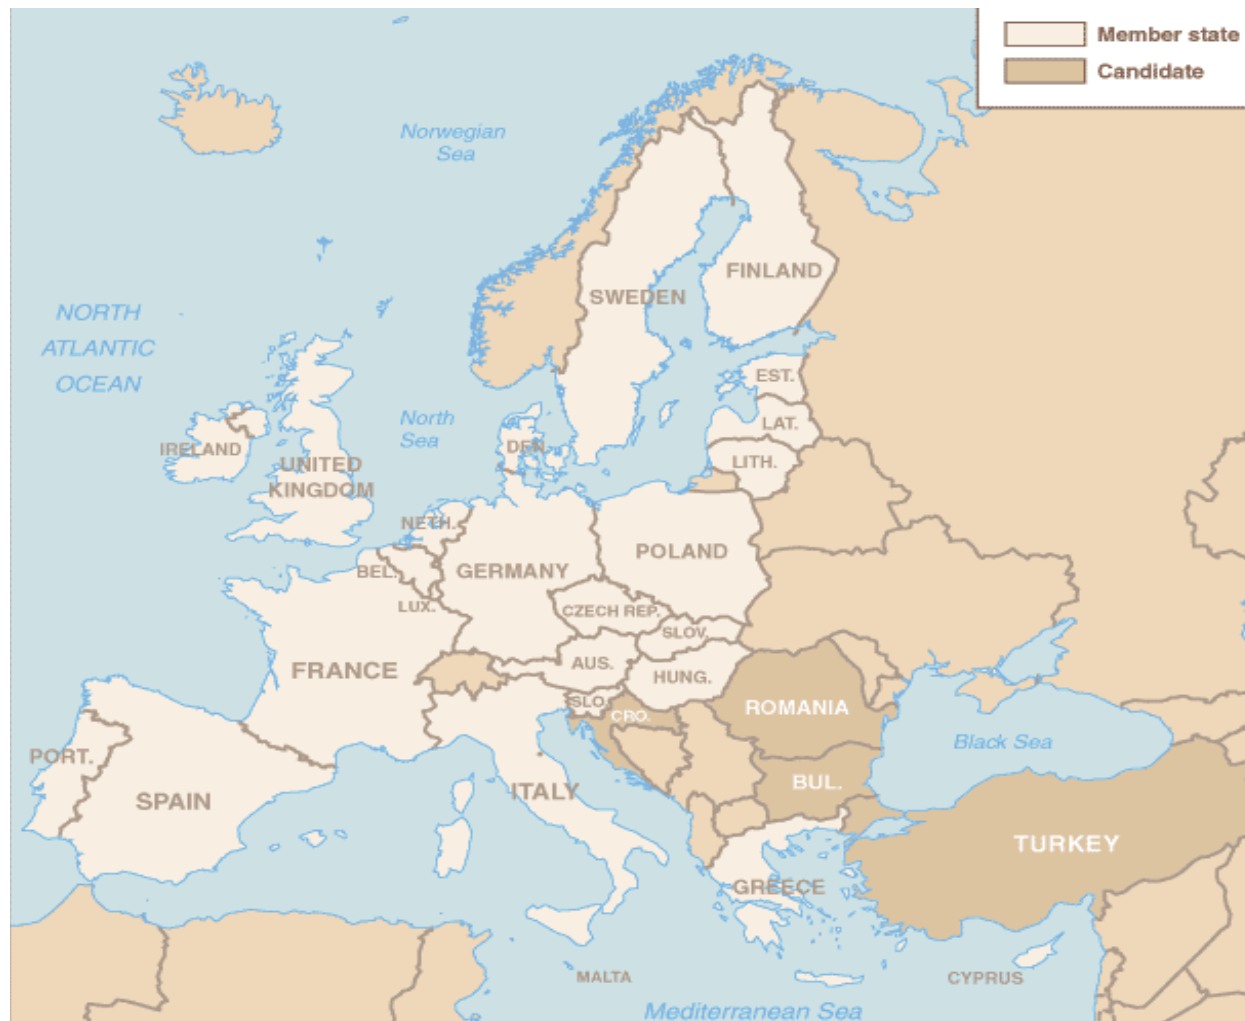 Member state
Candidate
Norwegian
Sea
NORTH
ATLANTIC
OCEAN
FINLAND
SWEDEN
EST.
LAT.
LITH.
North
Sea
DEN.
IRELAND
UNITED
KINGDOM
NETH.
BEL.
LUX.
GERMANY
POLAND
CZECH REP.
SLOV.
AUS.
HUNG.
FRANCE
SLO.
CRO.
ROMANIA
Black Sea
BUL.
PORT.
SPAIN
ITALY
TURKEY
GREECE
MALTA
CYPRUS
Mediterranean Sea